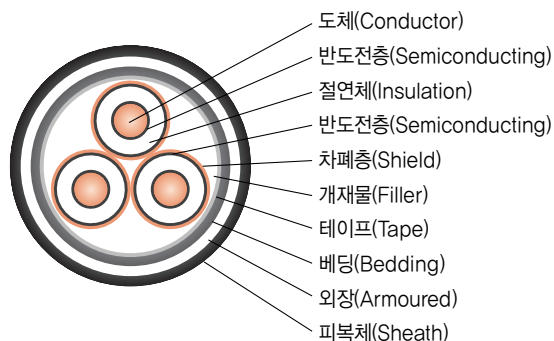 도체(Conductor)
반도전층(Semiconducting)
절연체(Insulation)
반도전층(Semiconducting)
차폐층(Shield)
개재물(Filler)
테이프(Tape)
베딩(Bedding)
외장(Armoured)
피복체(Sheath)